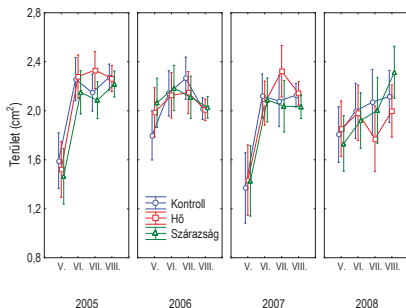 Terület (cm²)
2,8
2,4
2,0
1,6
1,2
0,8
Kontroll
Hő
Szárazság
V. VI. VII. VIII. V. VI. VII. VIII. V. VI. VII. VIII. V. VI. VII. VIII.
2005 2006 2007 2008